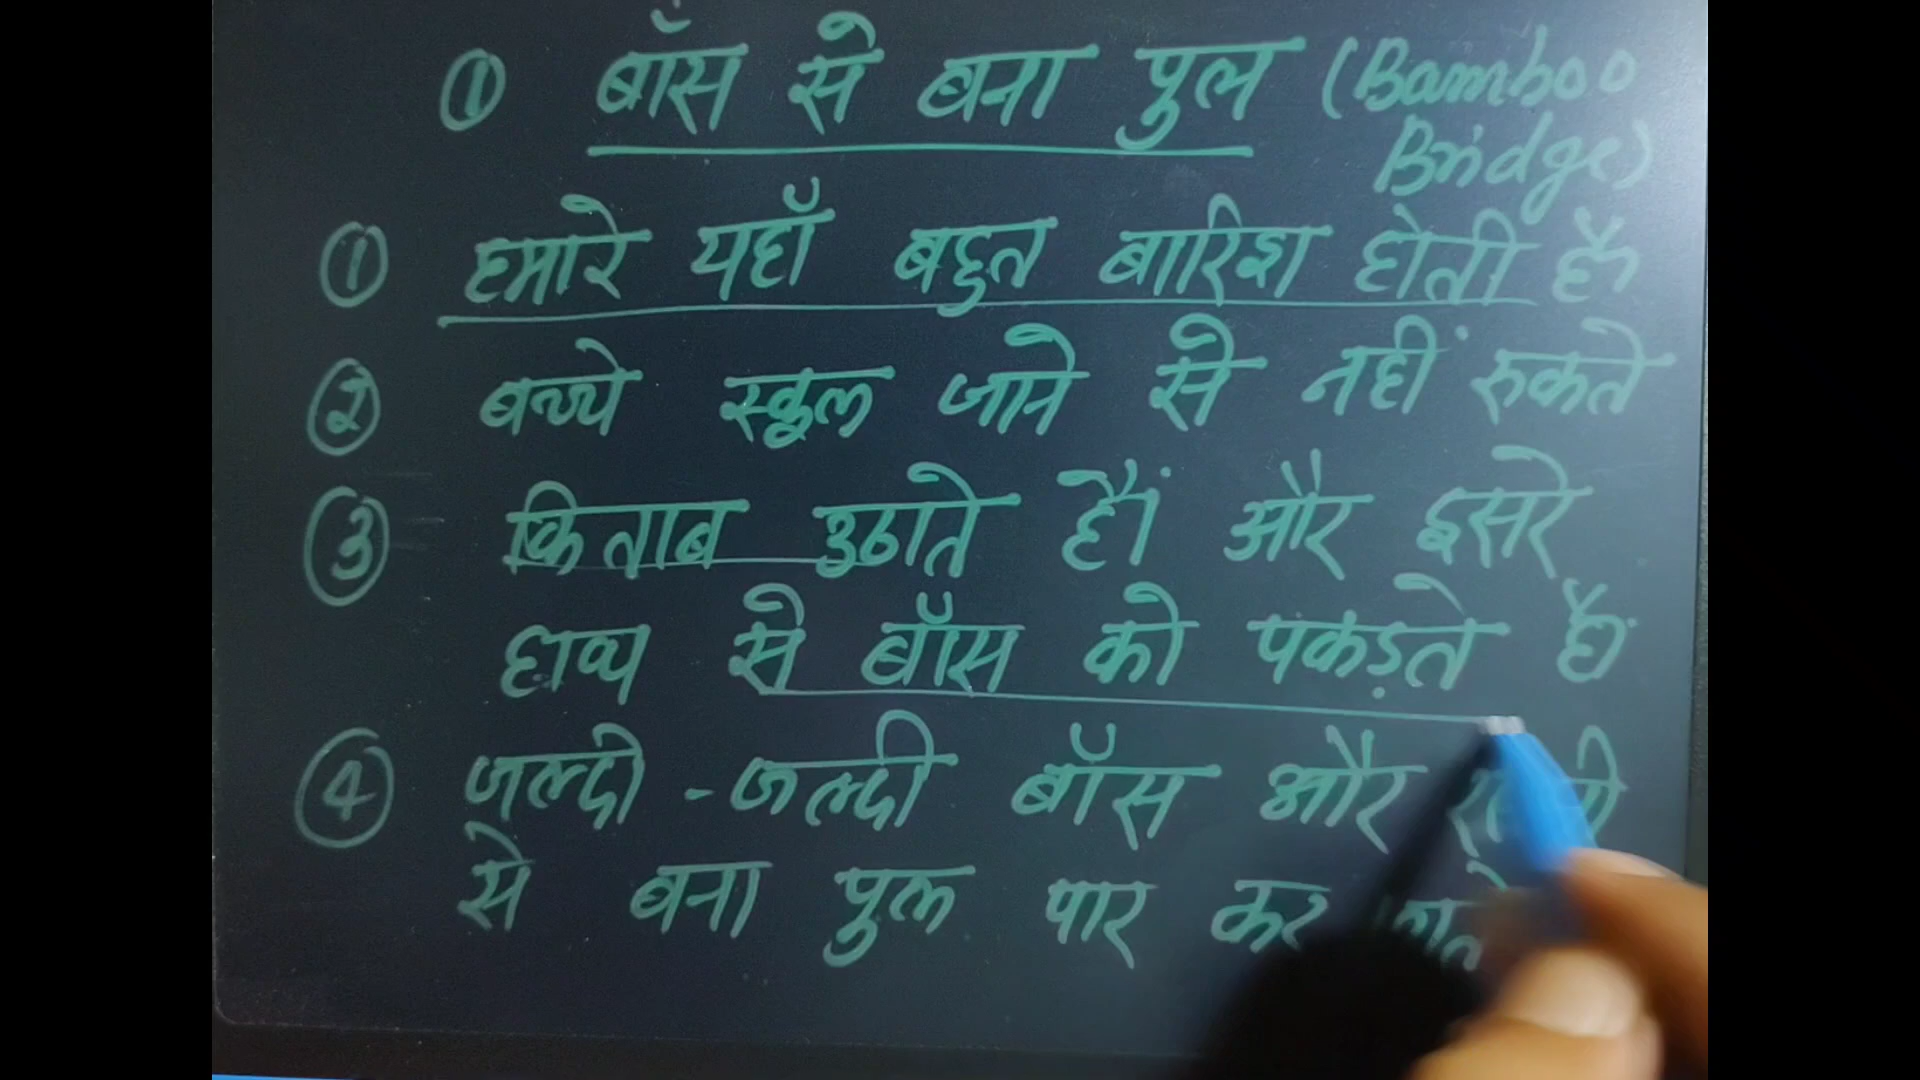 ① बाँस से बना पुल (Bamboo
Bridge)
① हमारे यहाँ बहुत बारिश होती है
② बच्चे स्कूल जाने से नहीं रुकते
③ किताब उठाते हैं और इसरे
हाथ से बाँस को पकड़ते हैं
④ जल्दी - जल्दी बाँस और
से बना पुल पार कर